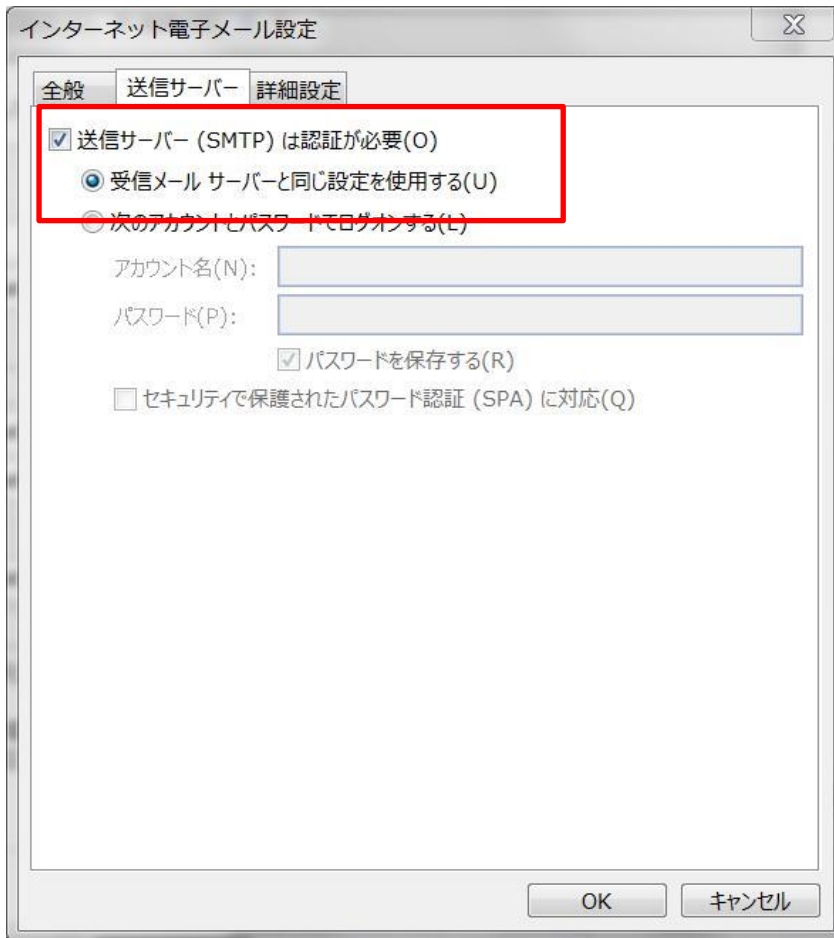 インターネット電子メール設定
全般 送信サーバー 詳細設定
送信サーバー (SMTP) は認証が必要(O)
受信メール サーバーと同じ設定を使用する(U)
次のアカウントとパスワードでログオンする(L)
アカウント名(N):
パスワード(P):
パスワードを保存する(R)
セキュリティで保護されたパスワード認証 (SPA) に対応(Q)
OK キャンセル